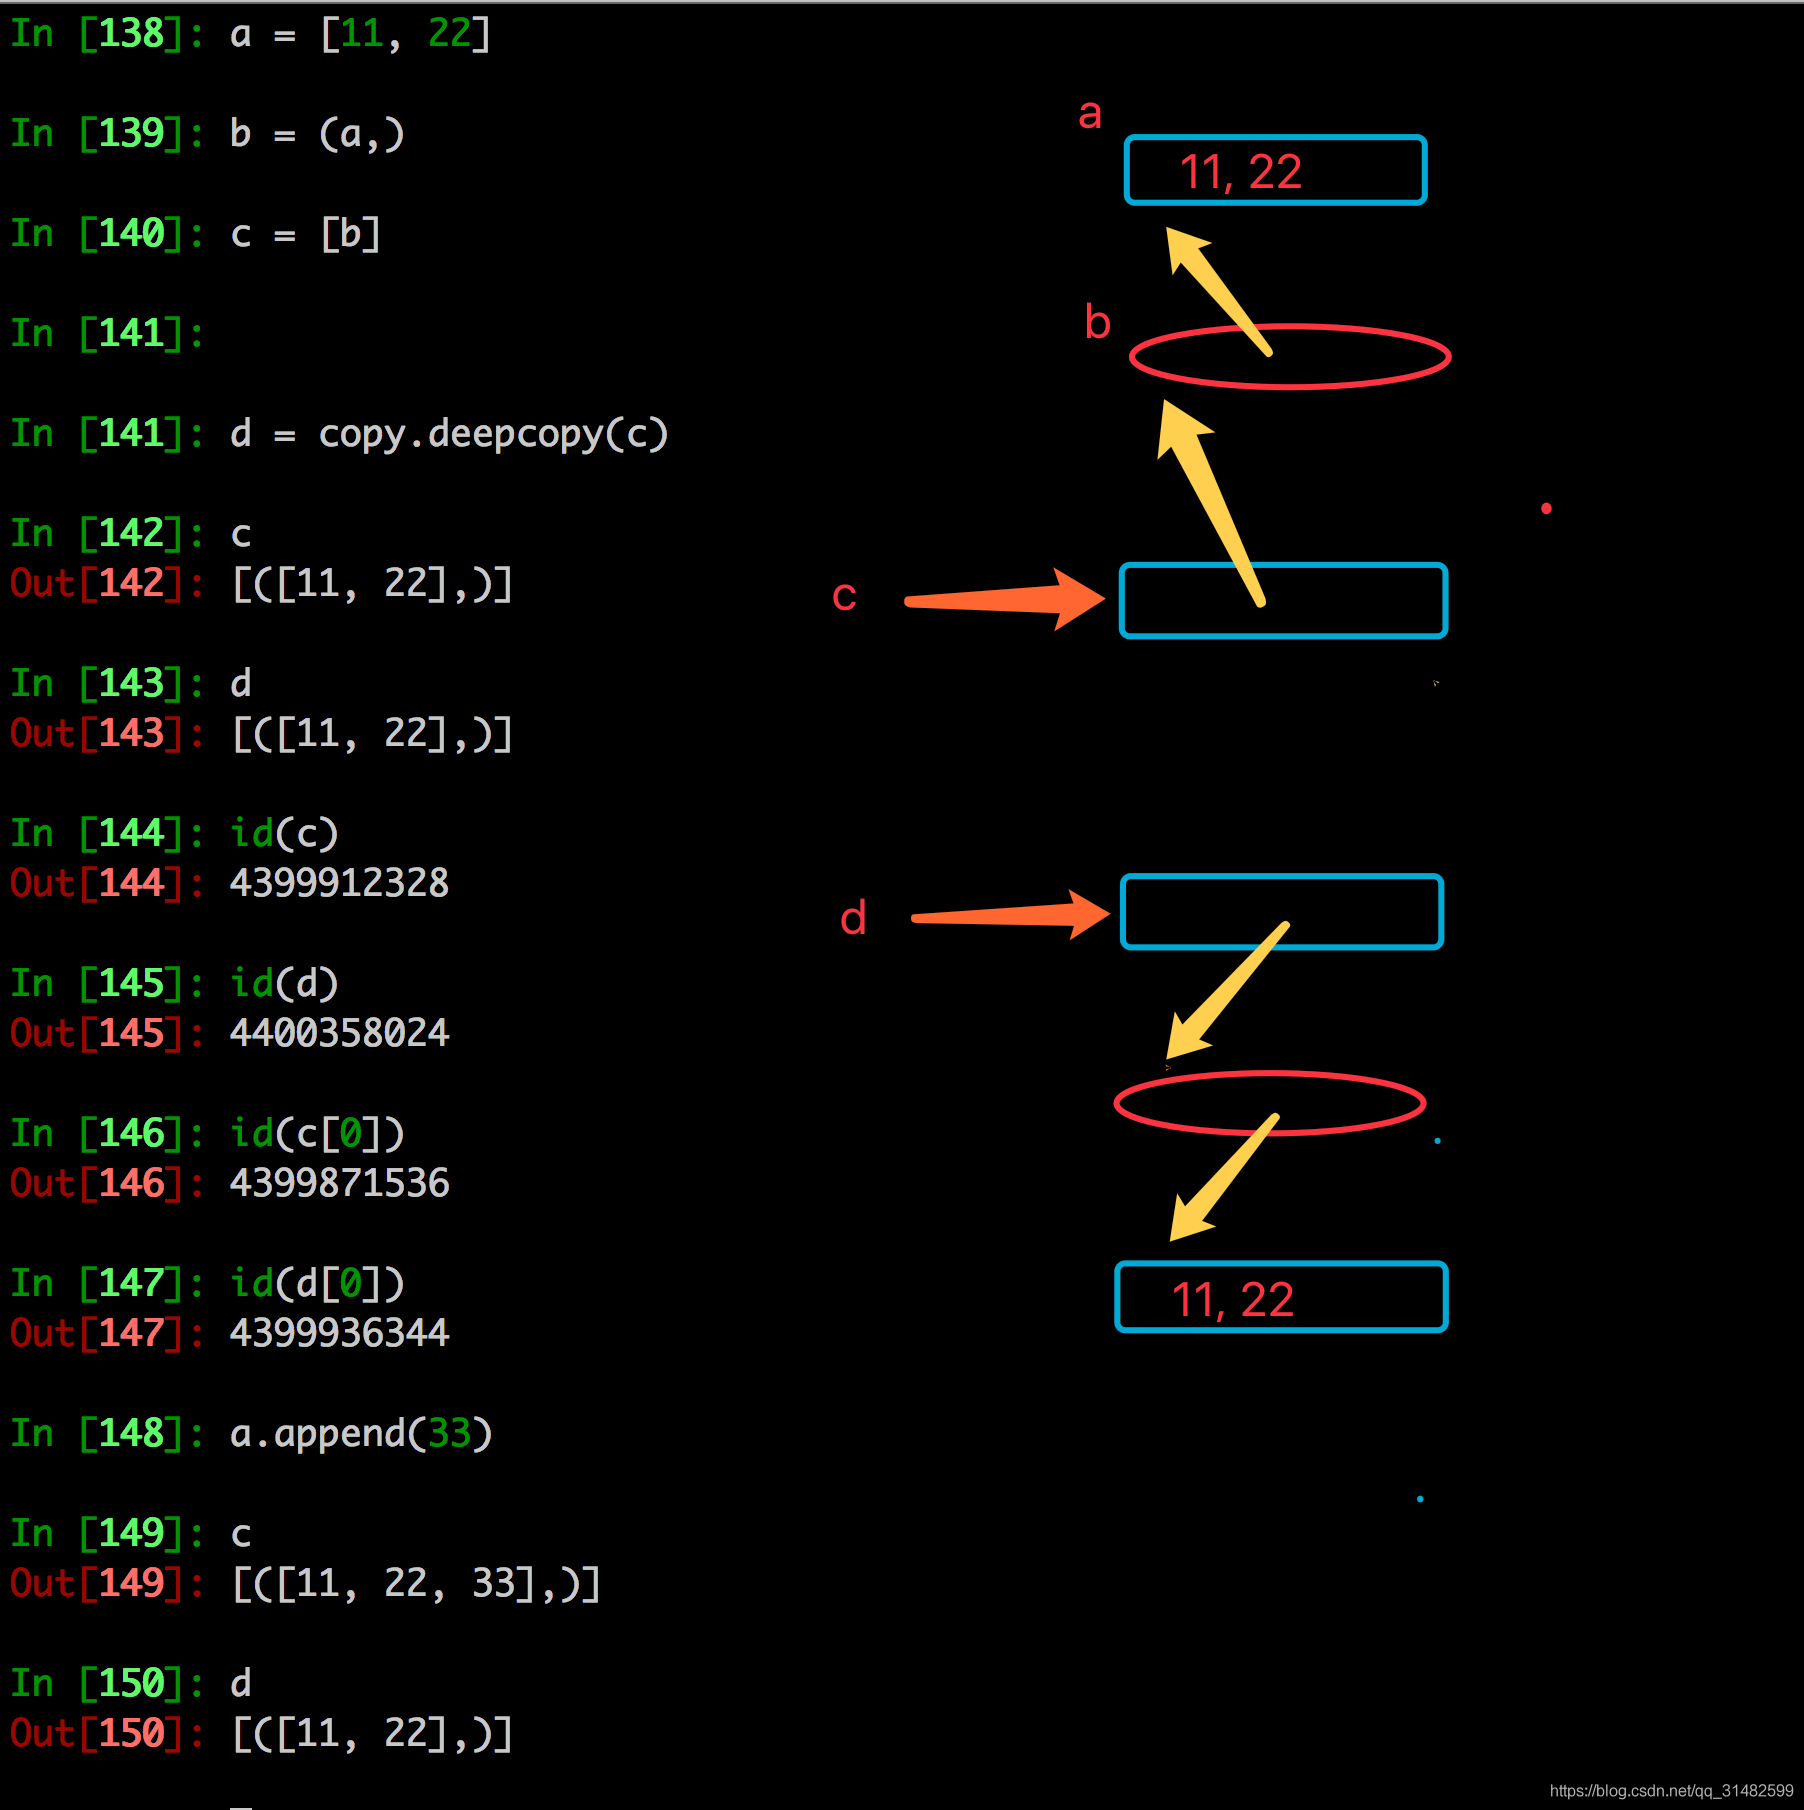 In [138]: a = [11, 22]
In [139]: b = (a,)
In [140]: c = [b]
In [141]:
In [141]: d = copy.deepcopy(c)
In [142]: c
Out[142]: [([11, 22],)]
In [143]: d
Out[143]: [([11, 22],)]
In [144]: id(c)
Out[144]: 4399912328
In [145]: id(d)
Out[145]: 4400358024
In [146]: id(c[0])
Out[146]: 4399871536
In [147]: id(d[0])
Out[147]: 4399936344
In [148]: a.append(33)
In [149]: c
Out[149]: [([11, 22, 33],)]
In [150]: d
Out[150]: [([11, 22],)]
a
11, 22
b
c
d
11, 22
https://blog.csdn.net/qq_31482599